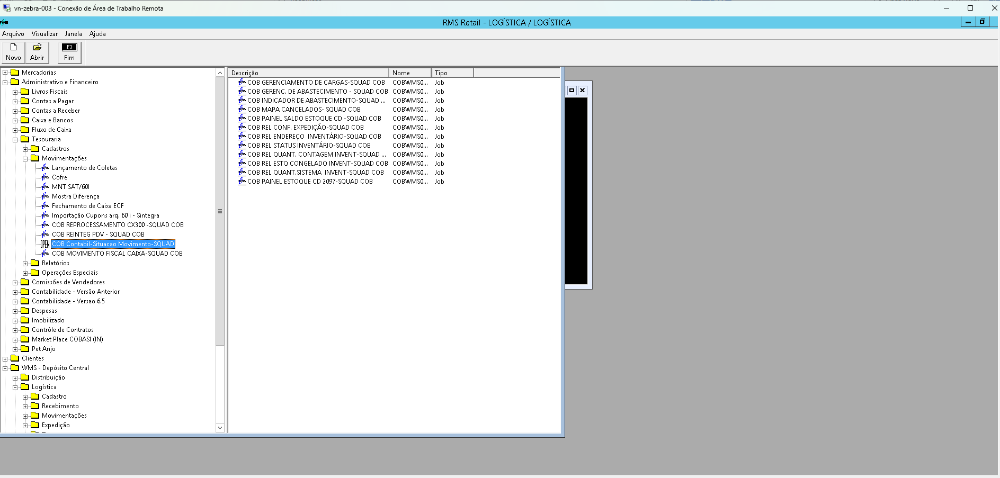 vn-zebra-003 - Conexão de Área de Trabalho Remota
RMS Retail - LOGÍSTICA / LOGÍSTICA
Arquivo Visualizar Janela Ajuda
F3
Novo Abrir Fim
Mercadorias
Administrativo e Financeiro
Livros Fiscais
Contas a Pagar
Contas a Receber
Caixa e Bancos
Fluxo de Caixa
Tesouraria
Cadastros
Movimentações
Lançamento de Coletas
Cofre
MNT SAT/60I
Mostra Diferença
Fechamento de Caixa ECF
Importação Cupons arq. 60 i - Sintegra
COB REPROCESSAMENTO CX300 -SQUAD COB
COB REINTEG PDV - SQUAD COB
OPEN COB Contabil-Situacao Movimento-SQUAD
COB MOVIMENTO FISCAL CAIXA-SQUAD COB
Relatórios
Operações Especiais
Comissões de Vendedores
Contabilidade - Versão Anterior
Contabilidade - Versao 6.5
Despesas
Imobilizado
Contrôle de Contratos
Market Place COBASI (IN)
Pet Anjo
Clientes
WMS - Depósito Central
Distribuição
Logística
Cadastro
Recebimento
Movimentações
Expedição
Descrição Nome Tipo
COB GERENCIAMENTO DE CARGAS-SQUAD COB COBWMS0... Job
COB GERENC. DE ABASTECIMENTO - SQUAD COB COBWMS0... Job
COB INDICADOR DE ABASTECIMENTO-SQUAD ... COBWMS0... Job
COB MAPA CANCELADOS- SQUAD COB COBWMS0... Job
COB PAINEL SALDO ESTOQUE CD -SQUAD COB COBWMS0... Job
COB REL CONF. EXPEDIÇÃO-SQUAD COB COBWMS0... Job
COB REL ENDEREÇO  INVENTÁRIO-SQUAD COB COBWMS0... Job
COB REL STATUS INVENTÁRIO-SQUAD COB COBWMS0... Job
COB REL QUANT. CONTAGEM INVENT-SQUAD ... COBWMS0... Job
COB REL ESTQ CONGELADO INVENT-SQUAD COB COBWMS0... Job
COB REL QUANT.SISTEMA  INVENT-SQUAD COB COBWMS0... Job
COB PAINEL ESTOQUE CD 2097-SQUAD COB COBWMS0... Job